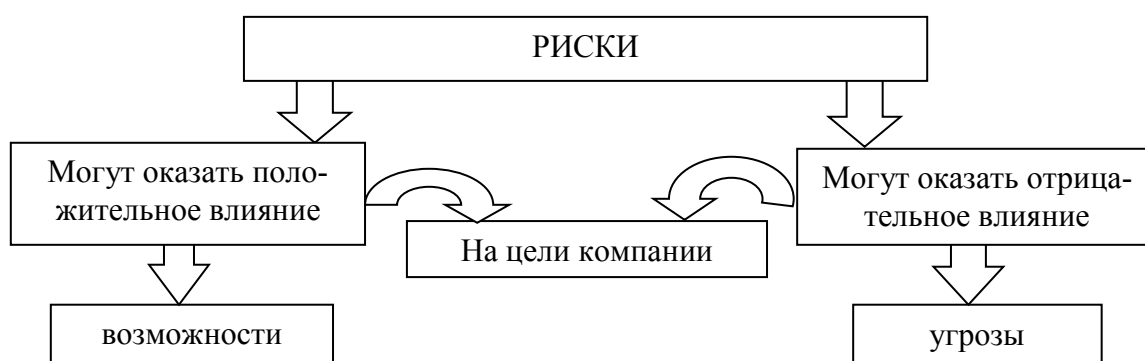 РИСКИ
Могут оказать поло-
жительное влияние
Могут оказать отрица-
тельное влияние
На цели компании
возможности
угрозы